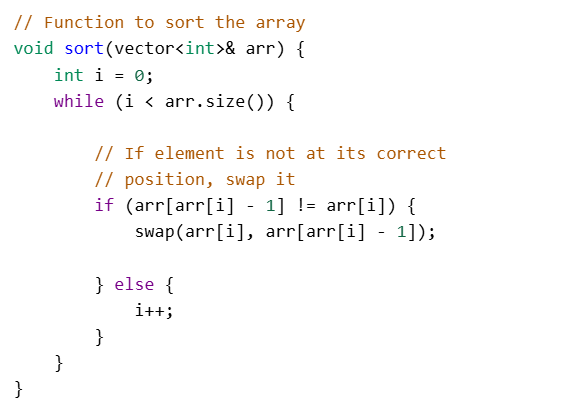 // Function to sort the array
void sort(vector<int>& arr) {
    int i = 0;
    while (i < arr.size()) {

        // If element is not at its correct
        // position, swap it
        if (arr[arr[i] - 1] != arr[i]) {
            swap(arr[i], arr[arr[i] - 1]);

        } else {
            i++;
        }
    }
}